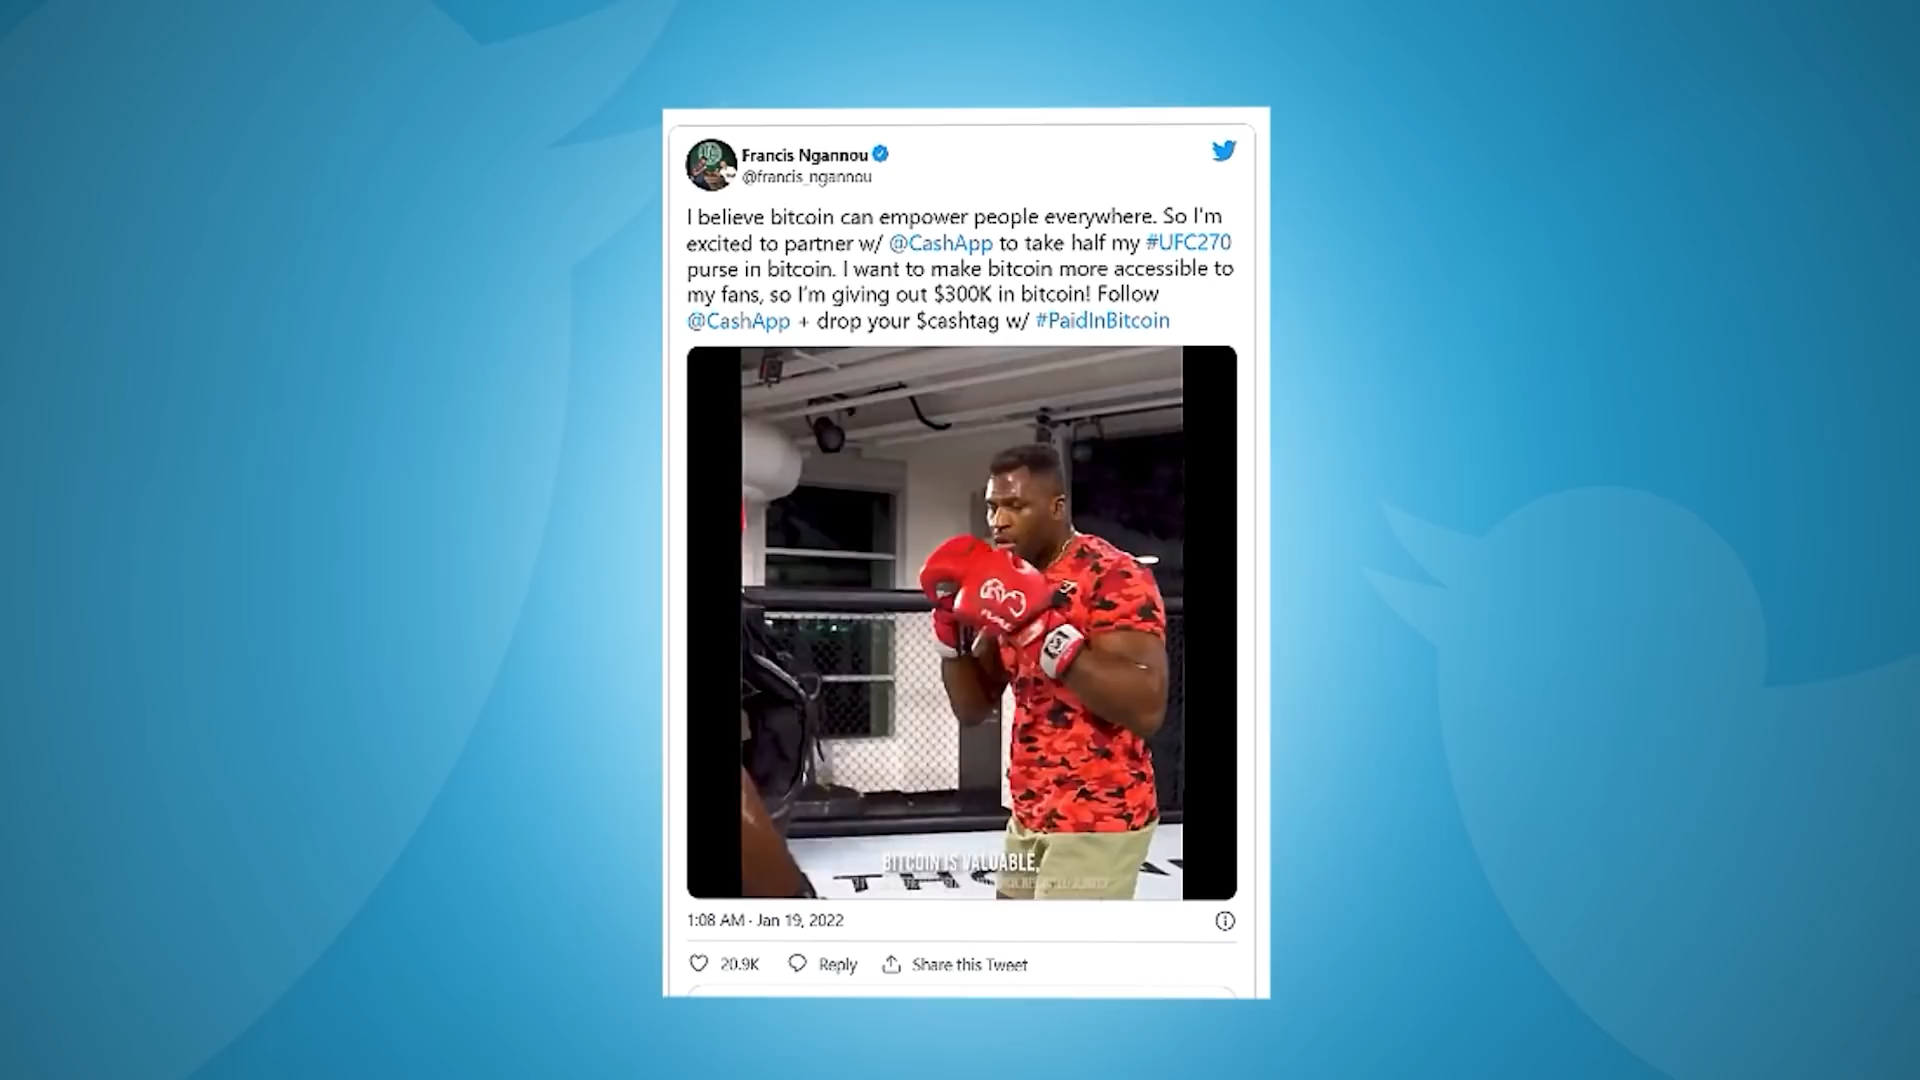 Francis Ngannou
@francis_ngannou
I believe bitcoin can empower people everywhere. So I'm
excited to partner w/ @CashApp to take half my #UFC270
purse in bitcoin. I want to make bitcoin more accessible to
my fans, so I'm giving out $300K in bitcoin! Follow
@CashApp + drop your $cashtag w/ #PaidInBitcoin
BITCOIN IS VALUABLE,
1:08 AM · Jan 19, 2022
20.9K Reply Share this Tweet